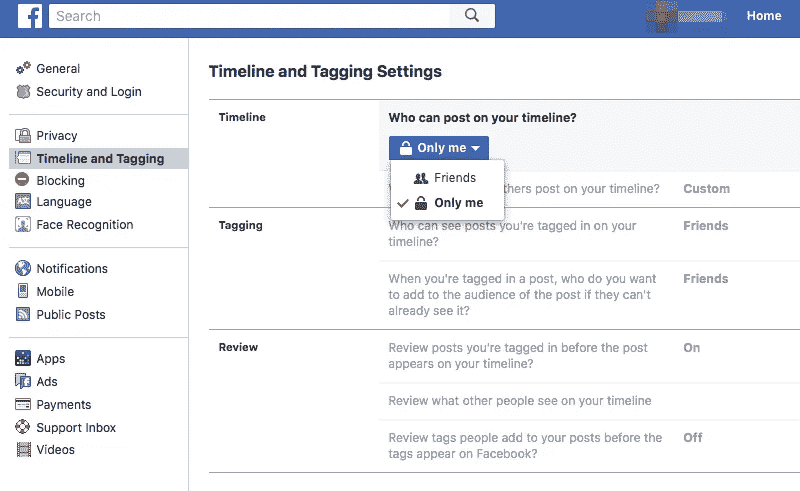 f Search Home
General
Security and Login
Privacy
Timeline and Tagging
Blocking
Language
Face Recognition
Notifications
Mobile
Public Posts
Apps
Ads
Payments
Support Inbox
Videos
Timeline and Tagging Settings
Timeline Who can post on your timeline?
Only me
Friends
Only me
thers post on your timeline? Custom
Tagging Who can see posts you're tagged in on your Friends
timeline?
When you're tagged in a post, who do you want Friends
to add to the audience of the post if they can't
already see it?
Review Review posts you're tagged in before the post On
appears on your timeline?
Review what other people see on your timeline
Review tags people add to your posts before the Off
tags appear on Facebook?